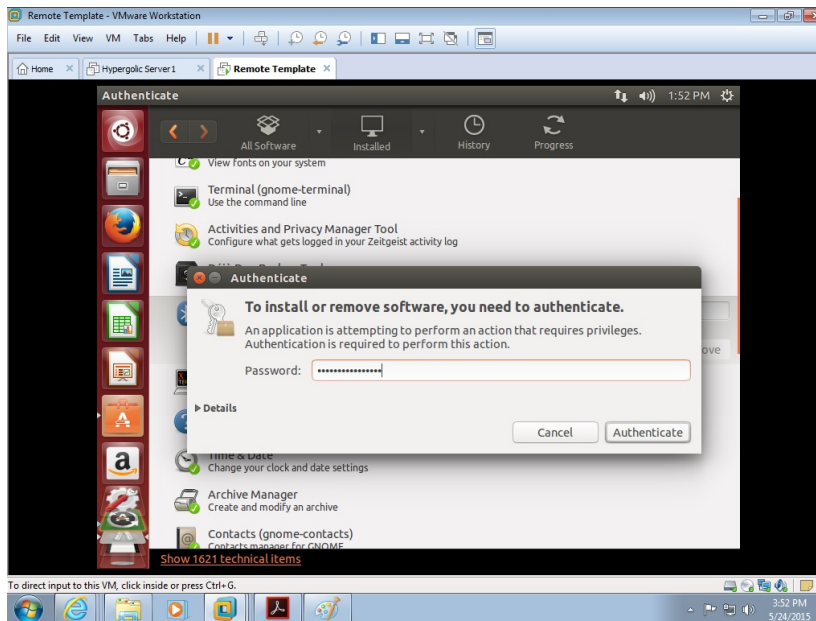 Remote Template - VMware Workstation
File Edit View VM Tabs Help
Home Hypergolic Server1 Remote Template
Authenticate 1:52 PM
All Software Installed History Progress
View fonts on your system
Terminal (gnome-terminal)
Use the command line
Activities and Privacy Manager Tool
Configure what gets logged in your Zeitgeist activity log
Authenticate
To install or remove software, you need to authenticate.
An application is attempting to perform an action that requires privileges.
Authentication is required to perform this action.
Password:
Details
Cancel Authenticate
Time & Date
Change your clock and date settings
Archive Manager
Create and modify an archive
Contacts (gnome-contacts)
Contacts manager for GNOME
Show 1621 technical items
To direct input to this VM, click inside or press Ctrl+G.
3:52 PM
5/24/2015